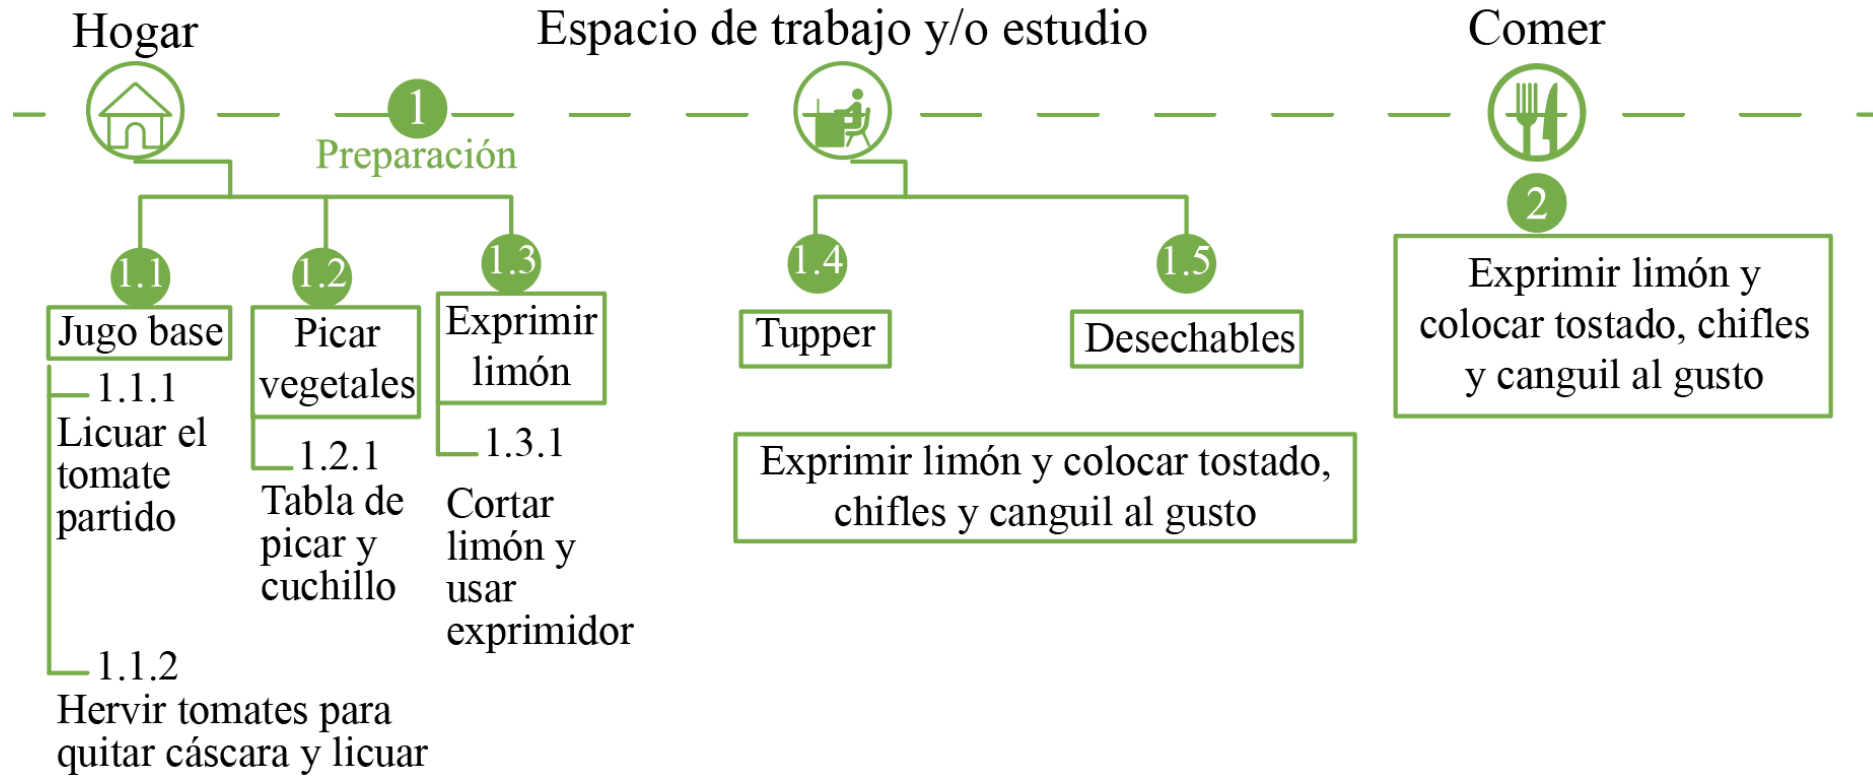 Hogar
Espacio de trabajo y/o estudio
Comer
1
Preparación
1.1
Jugo base
1.1.1
Licuar el
tomate
partido
1.1.2
Hervir tomates para
quitar cáscara y licuar
1.2
Picar
vegetales
1.2.1
Tabla de
picar y
cuchillo
1.3
Exprimir
limón
1.3.1
Cortar
limón y
usar
exprimidor
1.4
Tupper
1.5
Desechables
Exprimir limón y colocar tostado,
chifles y canguil al gusto
2
Exprimir limón y
colocar tostado, chifles
y canguil al gusto